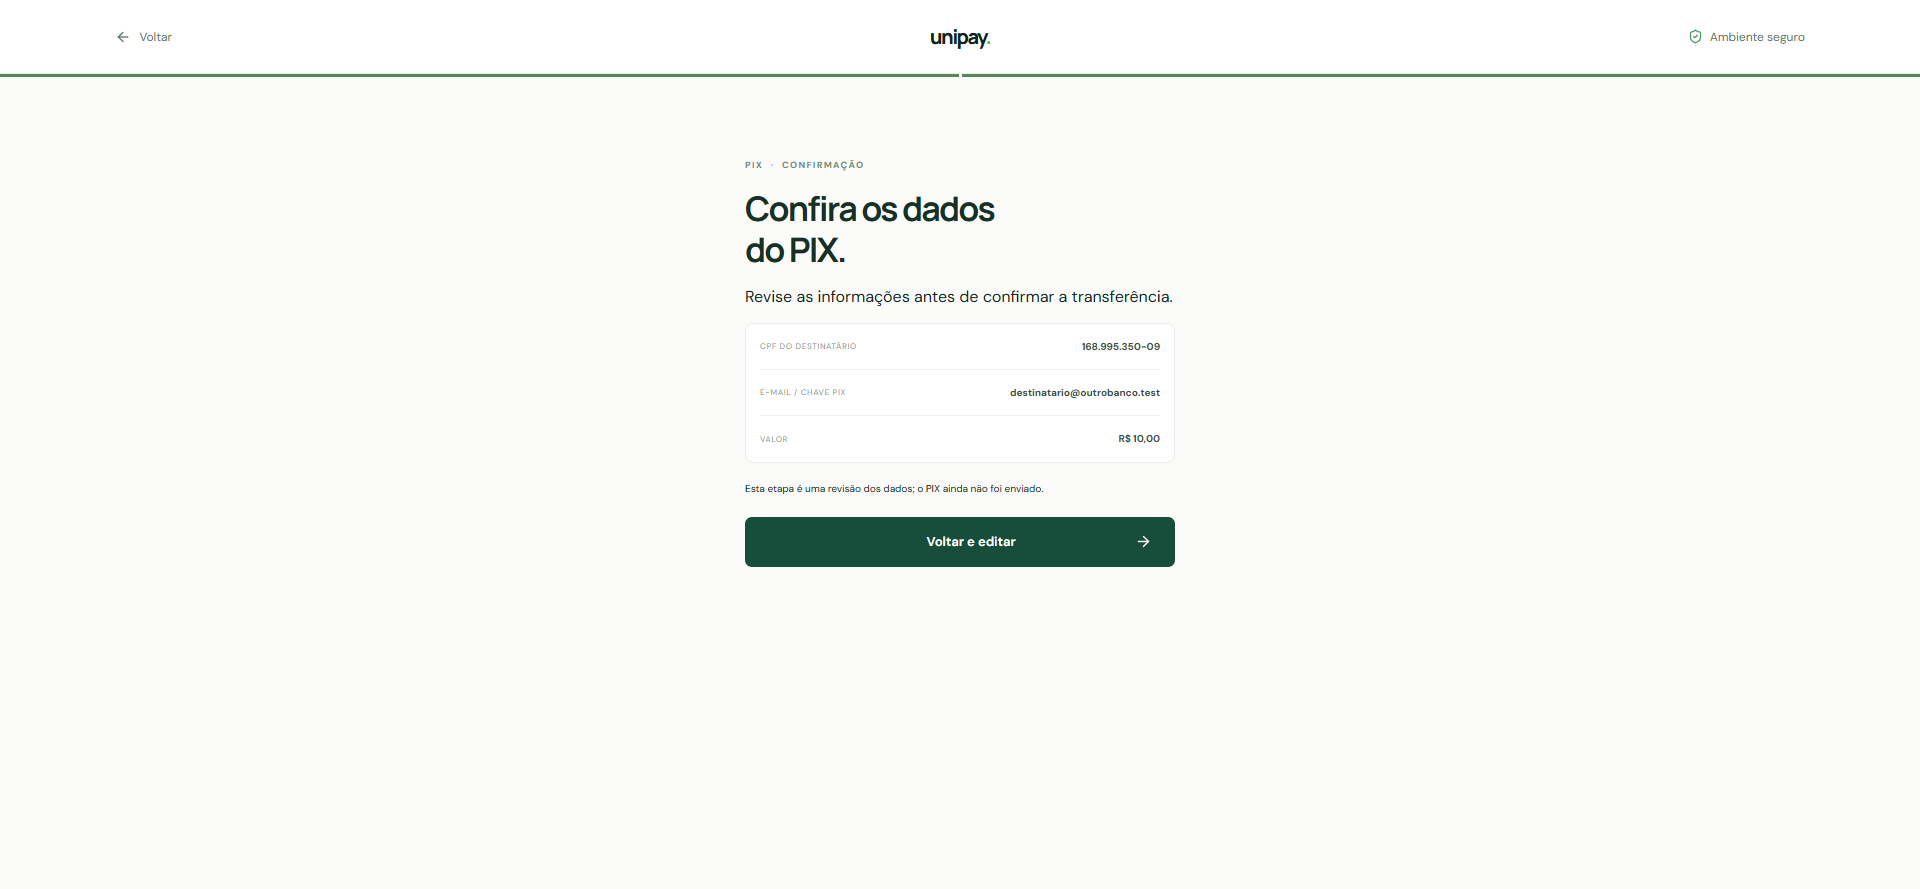 Voltar
unipay.
Ambiente seguro
PIX · CONFIRMAÇÃO
Confira os dados
do PIX.
Revise as informações antes de confirmar a transferência.
CPF DO DESTINATÁRIO 168.995.350-09
E-MAIL / CHAVE PIX destinatario@outrobanco.test
VALOR R$ 10,00
Esta etapa é uma revisão dos dados; o PIX ainda não foi enviado.
Voltar e editar